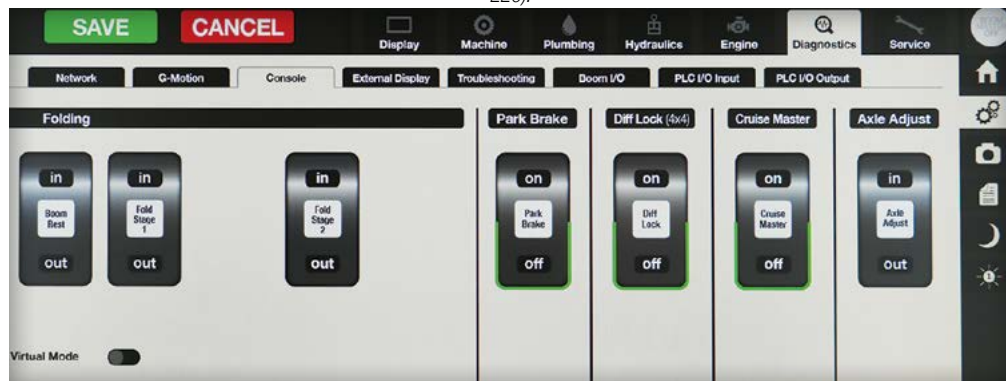 SAVE
CANCEL
Display
Machine
Plumbing
Hydraulics
Engine
Diagnostics
Service
Network
G-Motion
Console
External Display
Troubleshooting
Boom I/O
PLC I/O Input
PLC I/O Output
Folding
Park Brake
Diff Lock (4x4)
Cruise Master
Axle Adjust
in
Boom
Rest
out
in
Fold
Stage
1
out
in
Fold
Stage
2
out
on
Park
Brake
off
on
Diff
Lock
off
on
Cruise
Master
off
in
Axle
Adjust
out
Virtual Mode